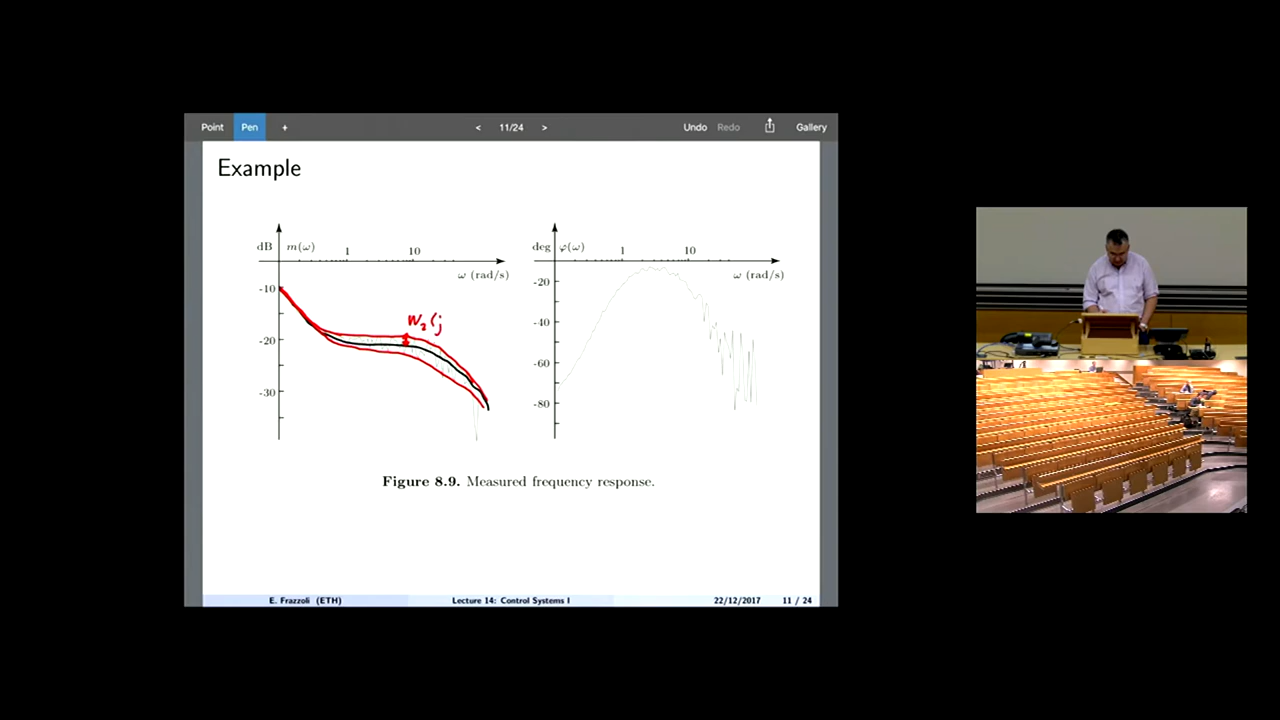 Point Pen + < 11/24 > Undo Redo Gallery
Example
dB m(ω) 1 10
ω (rad/s)
-10
-20
-30
W₂(j
deg φ(ω) 1 10
ω (rad/s)
-20
-40
-60
-80
Figure 8.9. Measured frequency response.
E. Frazzoli (ETH) Lecture 14: Control Systems I 22/12/2017 11 / 24